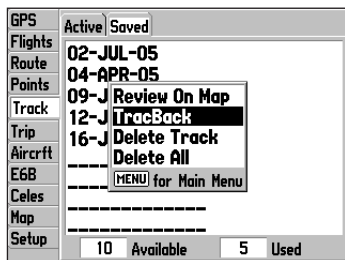 GPS
Flights
Route
Points
Track
Trip
Aircrft
E6B
Celes
Map
Setup
Active Saved
02-JUL-05
04-APR-05
09-J
12-J
16-J
Review On Map
TracBack
Delete Track
Delete All
MENU for Main Menu
10 Available 5 Used